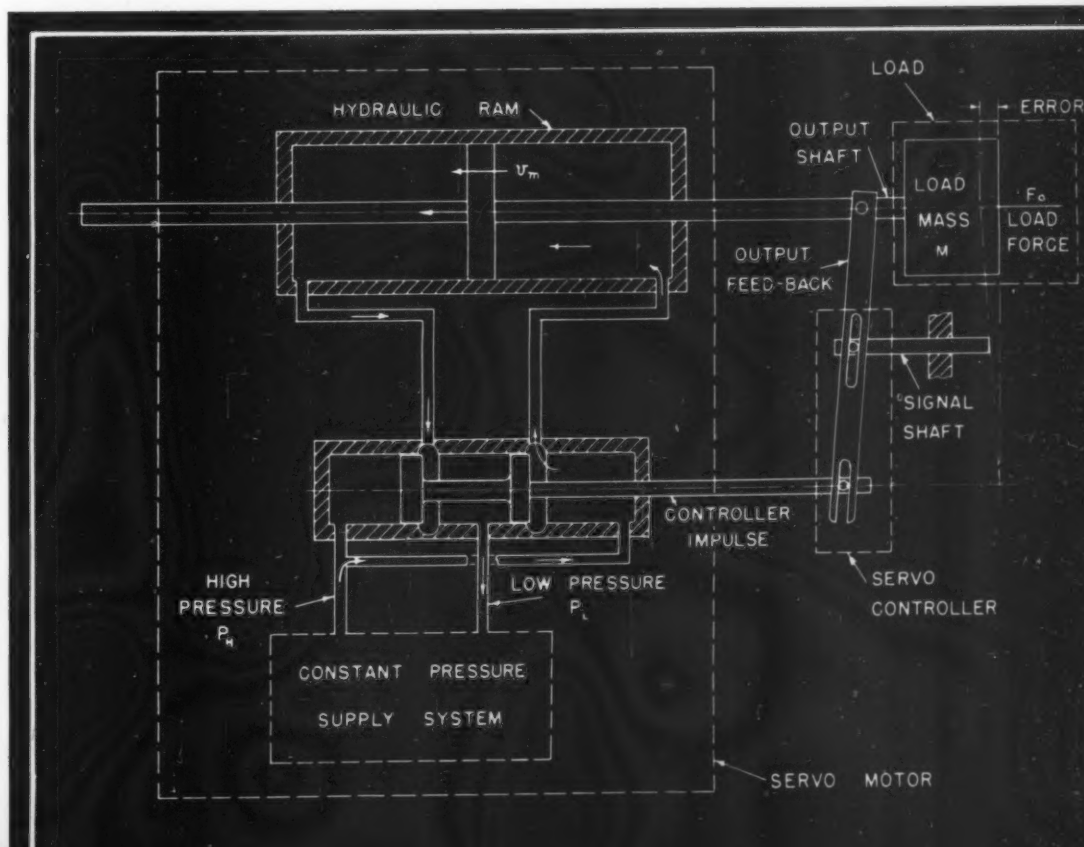 LOAD
ERROR
HYDRAULIC RAM
OUTPUT
SHAFT
v_m
LOAD
MASS
M
F_o
LOAD
FORCE
OUTPUT
FEED-BACK
SIGNAL
SHAFT
CONTROLLER
IMPULSE
HIGH
PRESSURE
P_H
LOW PRESSURE
P_L
SERVO
CONTROLLER
CONSTANT PRESSURE
SUPPLY SYSTEM
SERVO MOTOR